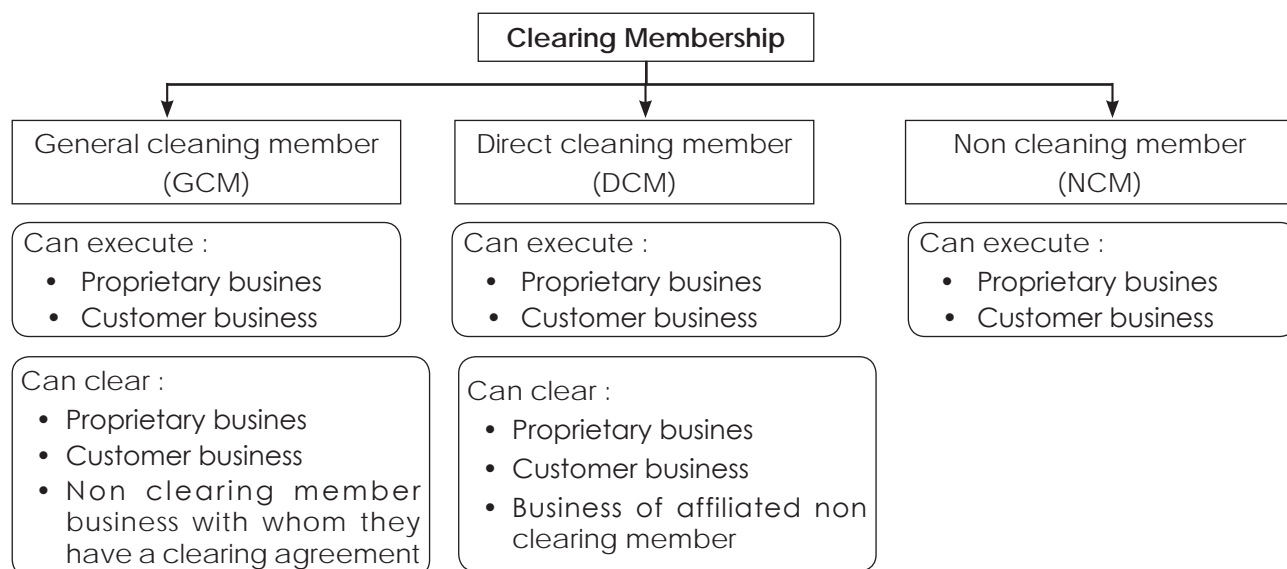 Clearing Membership
General cleaning member
(GCM)
Direct cleaning member
(DCM)
Non cleaning member
(NCM)
Can execute :
• Proprietary busines
• Customer business
Can execute :
• Proprietary busines
• Customer business
Can execute :
• Proprietary busines
• Customer business
Can clear :
• Proprietary busines
• Customer business
• Non clearing member
business with whom they
have a clearing agreement
Can clear :
• Proprietary busines
• Customer business
• Business of affiliated non
clearing member